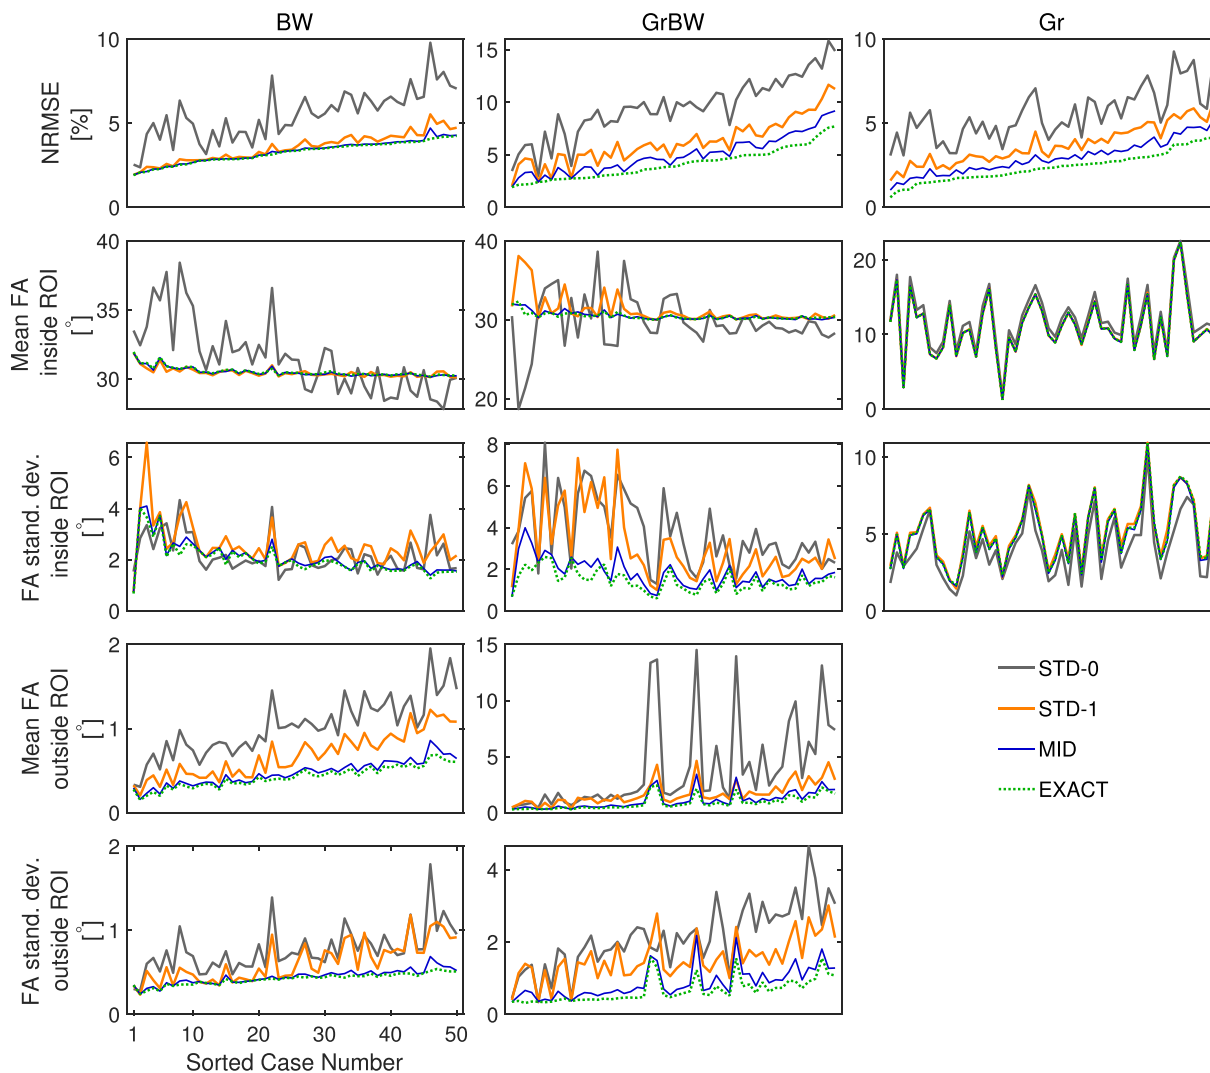 BW
GrBW
Gr
NRMSE
[%]
10
5
0
15
10
5
0
10
5
0
Mean FA
inside ROI
[°]
40
35
30
40
30
20
20
10
0
FA stand. dev.
inside ROI
[°]
6
4
2
0
8
6
4
2
0
10
5
0
Mean FA
outside ROI
[°]
2
1
0
15
10
5
0
STD-0
STD-1
MID
EXACT
FA stand. dev.
outside ROI
[°]
2
1
0
4
2
0
1 10 20 30 40 50
Sorted Case Number